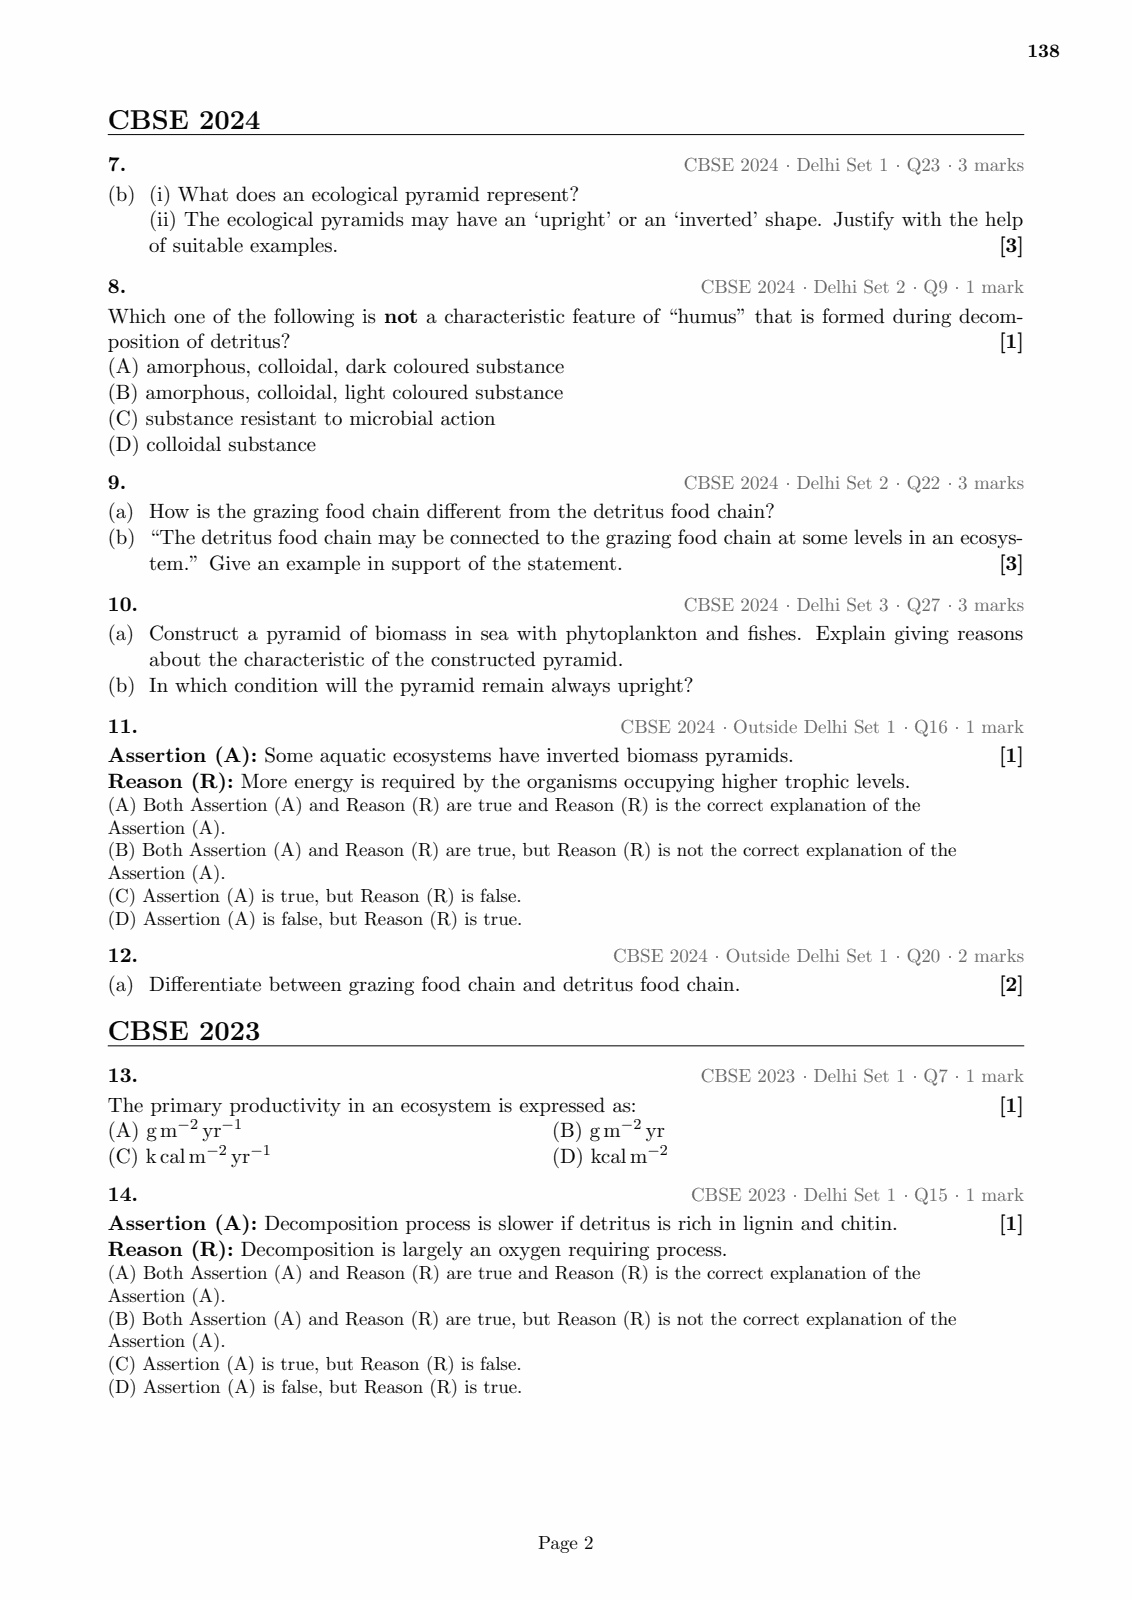 138
CBSE 2024
7. CBSE 2024 · Delhi Set 1 · Q23 · 3 marks
(b) (i) What does an ecological pyramid represent?
(ii) The ecological pyramids may have an ‘upright’ or an ‘inverted’ shape. Justify with the help
of suitable examples. [3]
8. CBSE 2024 · Delhi Set 2 · Q9 · 1 mark
Which one of the following is not a characteristic feature of “humus” that is formed during decom-
position of detritus? [1]
(A) amorphous, colloidal, dark coloured substance
(B) amorphous, colloidal, light coloured substance
(C) substance resistant to microbial action
(D) colloidal substance
9. CBSE 2024 · Delhi Set 2 · Q22 · 3 marks
(a) How is the grazing food chain different from the detritus food chain?
(b) “The detritus food chain may be connected to the grazing food chain at some levels in an ecosys-
tem.” Give an example in support of the statement. [3]
10. CBSE 2024 · Delhi Set 3 · Q27 · 3 marks
(a) Construct a pyramid of biomass in sea with phytoplankton and fishes. Explain giving reasons
about the characteristic of the constructed pyramid.
(b) In which condition will the pyramid remain always upright?
11. CBSE 2024 · Outside Delhi Set 1 · Q16 · 1 mark
Assertion (A): Some aquatic ecosystems have inverted biomass pyramids. [1]
Reason (R): More energy is required by the organisms occupying higher trophic levels.
(A) Both Assertion (A) and Reason (R) are true and Reason (R) is the correct explanation of the
Assertion (A).
(B) Both Assertion (A) and Reason (R) are true, but Reason (R) is not the correct explanation of the
Assertion (A).
(C) Assertion (A) is true, but Reason (R) is false.
(D) Assertion (A) is false, but Reason (R) is true.
12. CBSE 2024 · Outside Delhi Set 1 · Q20 · 2 marks
(a) Differentiate between grazing food chain and detritus food chain. [2]
CBSE 2023
13. CBSE 2023 · Delhi Set 1 · Q7 · 1 mark
The primary productivity in an ecosystem is expressed as: [1]
(A) g m⁻² yr⁻¹ (B) g m⁻² yr
(C) k cal m⁻² yr⁻¹ (D) kcal m⁻²
14. CBSE 2023 · Delhi Set 1 · Q15 · 1 mark
Assertion (A): Decomposition process is slower if detritus is rich in lignin and chitin. [1]
Reason (R): Decomposition is largely an oxygen requiring process.
(A) Both Assertion (A) and Reason (R) are true and Reason (R) is the correct explanation of the
Assertion (A).
(B) Both Assertion (A) and Reason (R) are true, but Reason (R) is not the correct explanation of the
Assertion (A).
(C) Assertion (A) is true, but Reason (R) is false.
(D) Assertion (A) is false, but Reason (R) is true.
Page 2